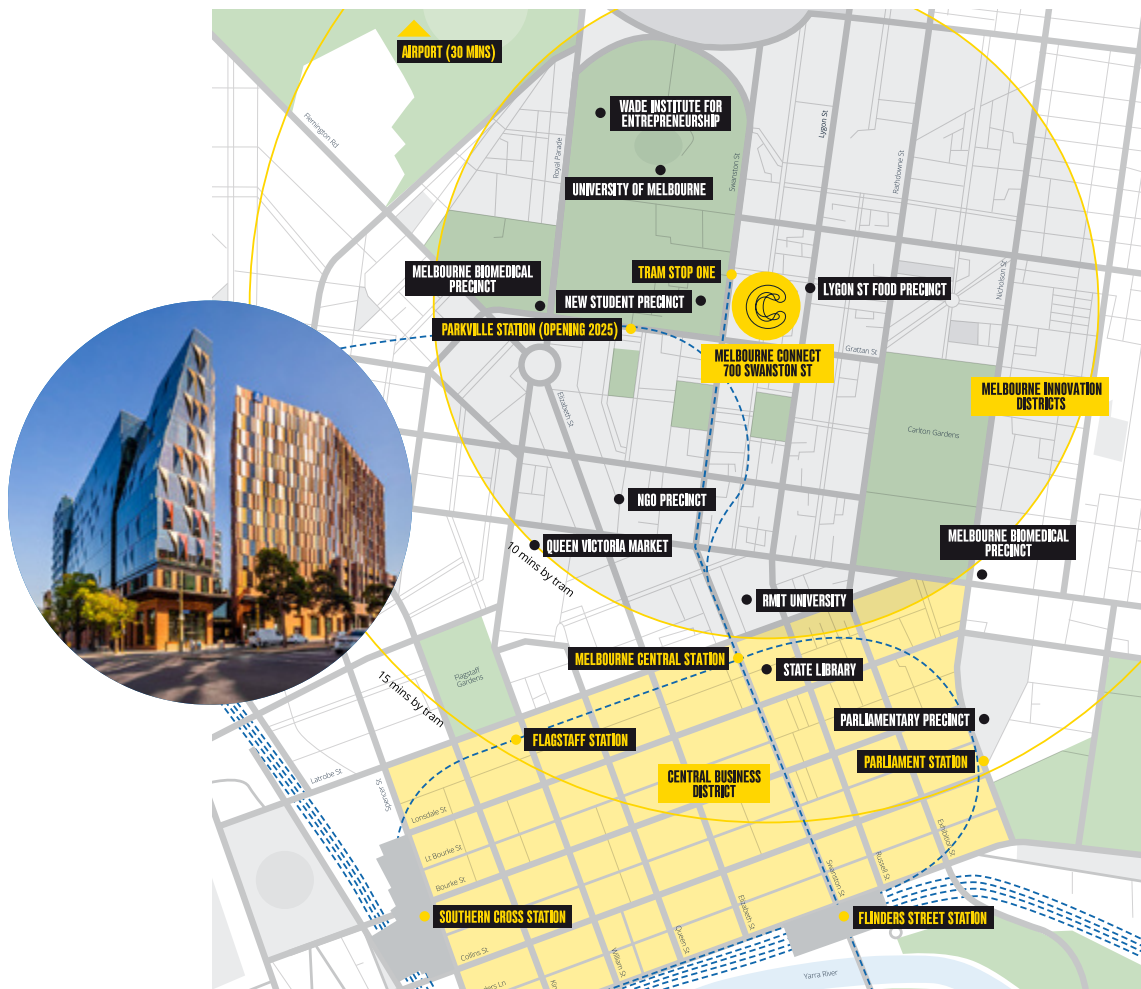 AIRPORT (30 MINS)
WADE INSTITUTE FOR
ENTREPRENEURSHIP
Lygon St
Flemington Rd
Royal Parade
Swanston St
Rathdowne St
UNIVERSITY OF MELBOURNE
MELBOURNE BIOMEDICAL
PRECINCT
TRAM STOP ONE
Nicholson St
NEW STUDENT PRECINCT
LYGON ST FOOD PRECINCT
PARKVILLE STATION (OPENING 2025)
MELBOURNE CONNECT
700 SWANSTON ST
Grattan St
MELBOURNE INNOVATION
DISTRICTS
Elizabeth St
Carlton Gardens
NGO PRECINCT
QUEEN VICTORIA MARKET
MELBOURNE BIOMEDICAL
PRECINCT
10 mins by tram
RMIT UNIVERSITY
MELBOURNE CENTRAL STATION
STATE LIBRARY
Flagstaff
Gardens
15 mins by tram
PARLIAMENTARY PRECINCT
FLAGSTAFF STATION
PARLIAMENT STATION
Latrobe St
CENTRAL BUSINESS
DISTRICT
Spencer St
Lonsdale St
Exhibition St
Lt Bourke St
Russell St
Bourke St
Swanston St
Elizabeth St
SOUTHERN CROSS STATION
FLINDERS STREET STATION
Queen St
Collins St
William St
Yarra River
ders Ln